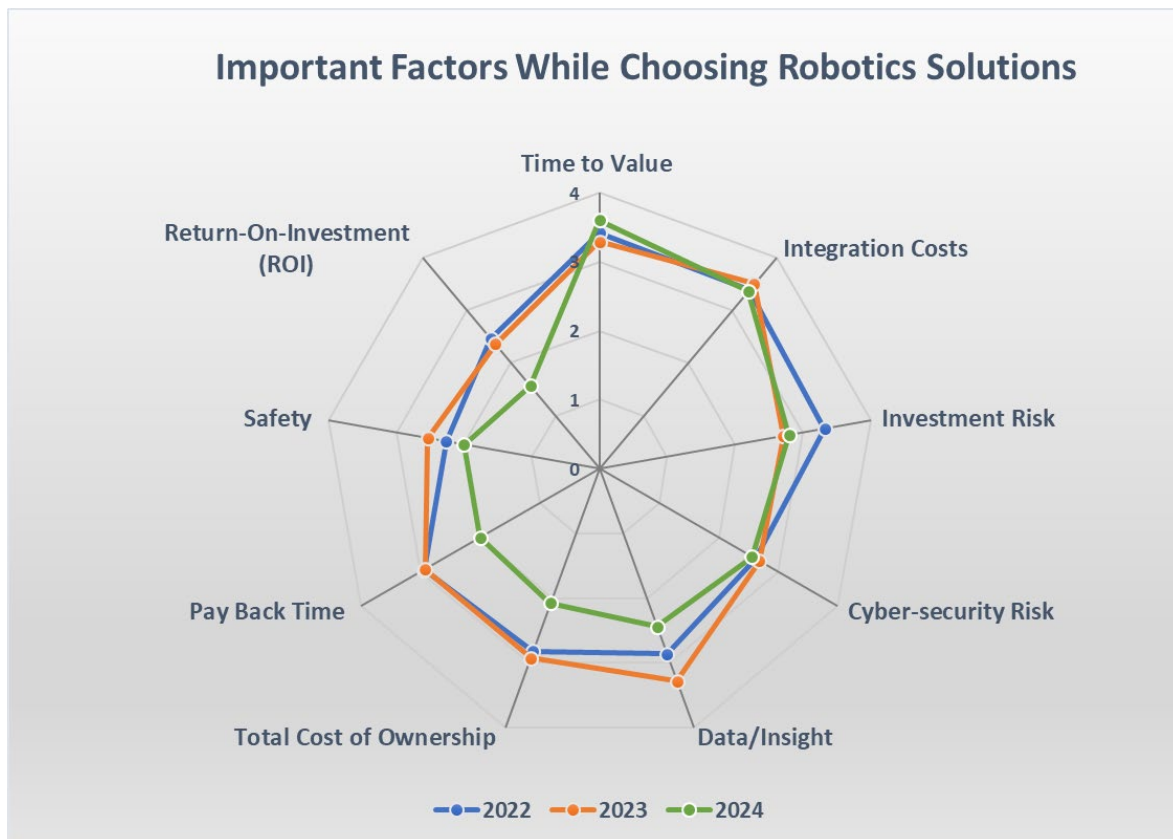 Important Factors While Choosing Robotics Solutions
Time to Value
4
Return-On-Investment
(ROI)
Integration Costs
3
2
Safety
Investment Risk
1
0
Pay Back Time
Cyber-security Risk
Total Cost of Ownership
Data/Insight
2022 2023 2024